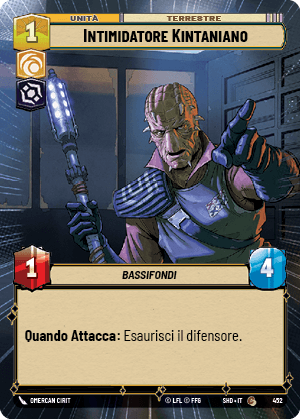 UNITÀ
TERRESTRE
1
INTIMIDATORE KINTANIANO
1
BASSIFONDI
4
Quando Attacca: Esaurisci il difensore.
OMERCAN CIRIT
© LFL © FFG
SHD • IT
492